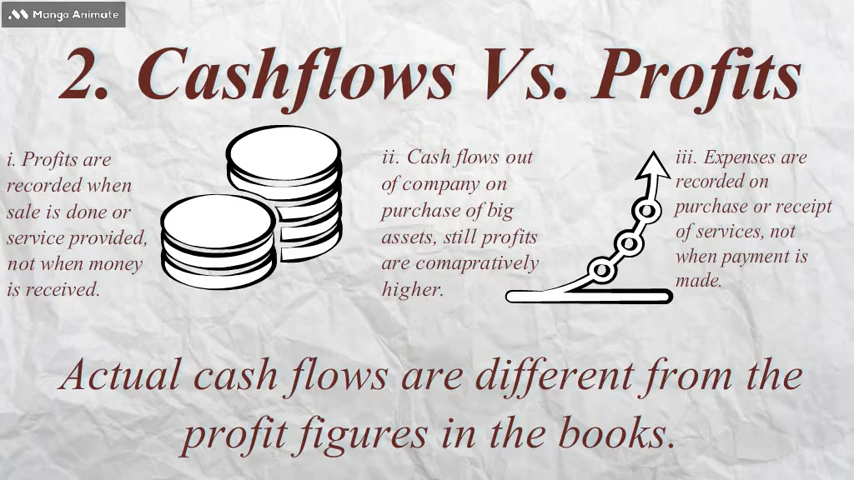 Mango Animate
2. Cashflows Vs. Profits
i. Profits are
recorded when
sale is done or
service provided,
not when money
is received.
ii. Cash flows out
of company on
purchase of big
assets, still profits
are comapratively
higher.
iii. Expenses are
recorded on
purchase or receipt
of services, not
when payment is
made.
Actual cash flows are different from the
profit figures in the books.